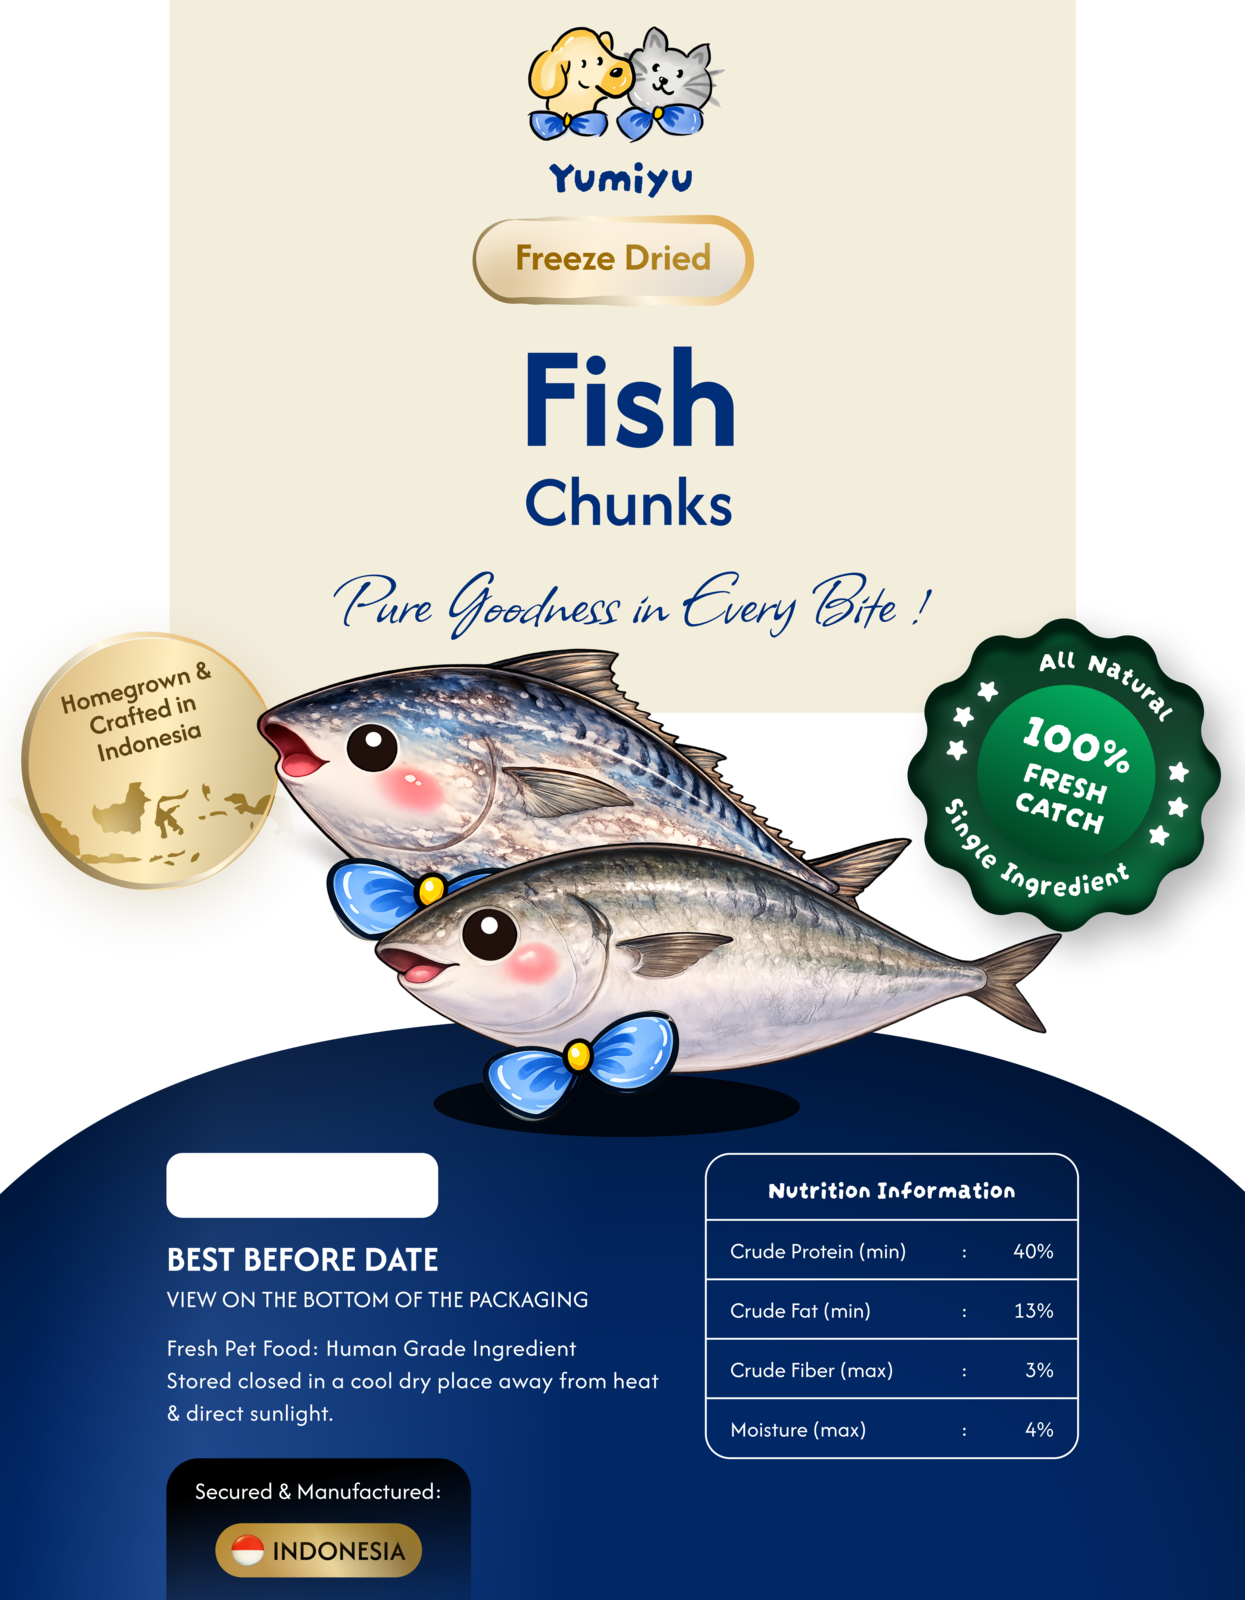 Yumiyu
Freeze Dried
Fish
Chunks
Pure Goodness in Every Bite !
Homegrown &
Crafted in
Indonesia
All Natural
100%
FRESH
CATCH
Single Ingredient
BEST BEFORE DATE
VIEW ON THE BOTTOM OF THE PACKAGING
Fresh Pet Food: Human Grade Ingredient
Stored closed in a cool dry place away from heat
& direct sunlight.
Secured & Manufactured:
INDONESIA
Nutrition Information
Crude Protein (min) : 40%
Crude Fat (min) : 13%
Crude Fiber (max) : 3%
Moisture (max) : 4%